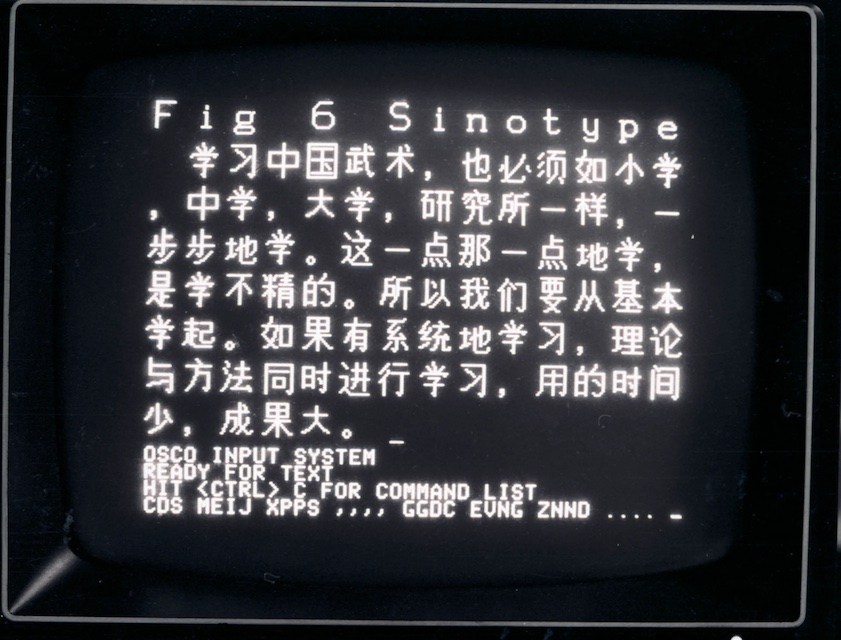 Fig 6 Sinotype
学习中国武术，也必须如小学
，中学，大学，研究所一样，一
步步地学。这一点那一点地学，
是学不精的。所以我们要从基本
学起。如果有系统地学习，理论
与方法同时进行学习，用的时间
少，成果大。_
OSCO INPUT SYSTEM
READY FOR TEXT
HIT <CTRL> C FOR COMMAND LIST
CDS MEIJ XPPS ,,,, GGDC EVNG ZNND .... _